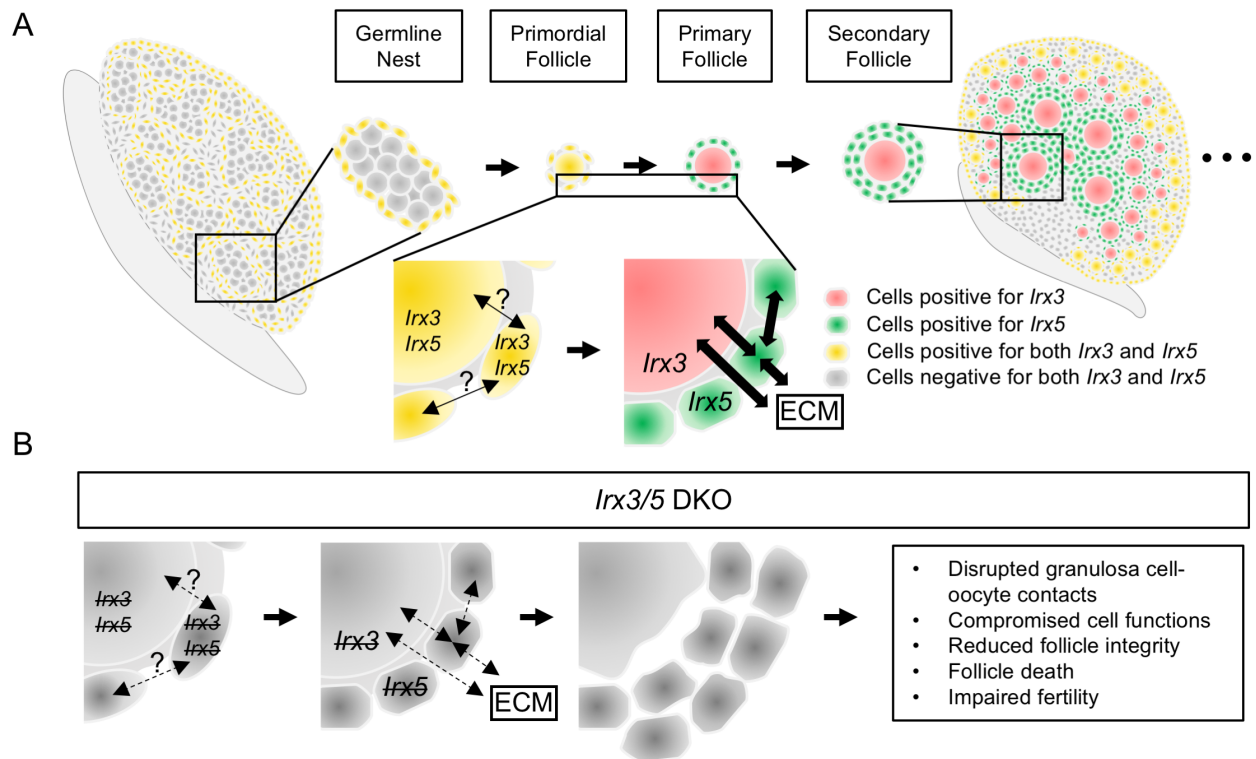 A
Germline
Nest
Primordial
Follicle
Primary
Follicle
Secondary
Follicle
•••
Irx3
Irx5
?
Irx3
Irx5
?
Irx3
Irx5
ECM
Cells positive for Irx3
Cells positive for Irx5
Cells positive for both Irx3 and Irx5
Cells negative for both Irx3 and Irx5
B
Irx3/5 DKO
Irx3
Irx5
?
Irx3
Irx5
?
Irx3
Irx5
ECM
• Disrupted granulosa cell-
oocyte contacts
• Compromised cell functions
• Reduced follicle integrity
• Follicle death
• Impaired fertility